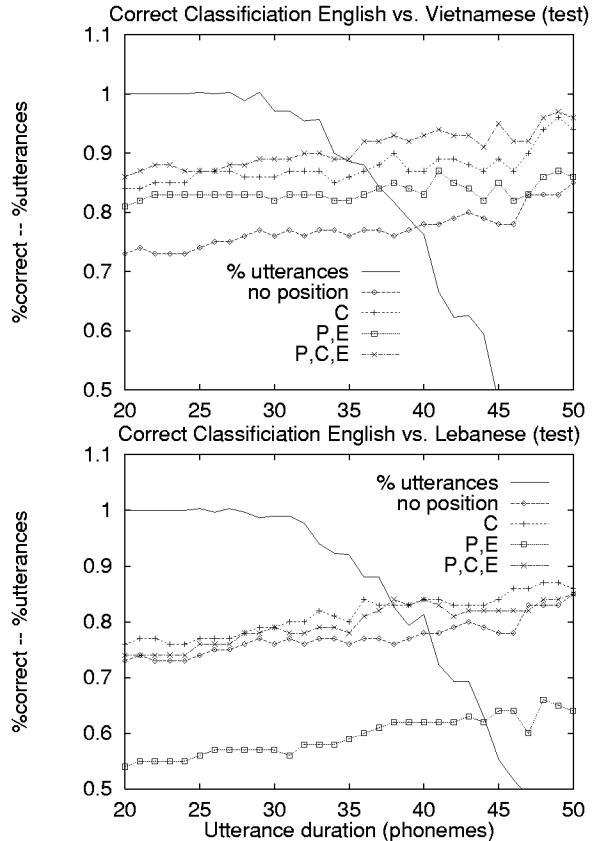 Correct Classificiation English vs. Vietnamese (test)
%correct -- %utterances
1.1
1
0.9
0.8
0.7
0.6
0.5
% utterances
no position
C
P,E
P,C,E
20 25 30 35 40 45 50
Correct Classificiation English vs. Lebanese (test)
%correct -- %utterances
1.1
1
0.9
0.8
0.7
0.6
0.5
% utterances
no position
C
P,E
P,C,E
20 25 30 35 40 45 50
Utterance duration (phonemes)